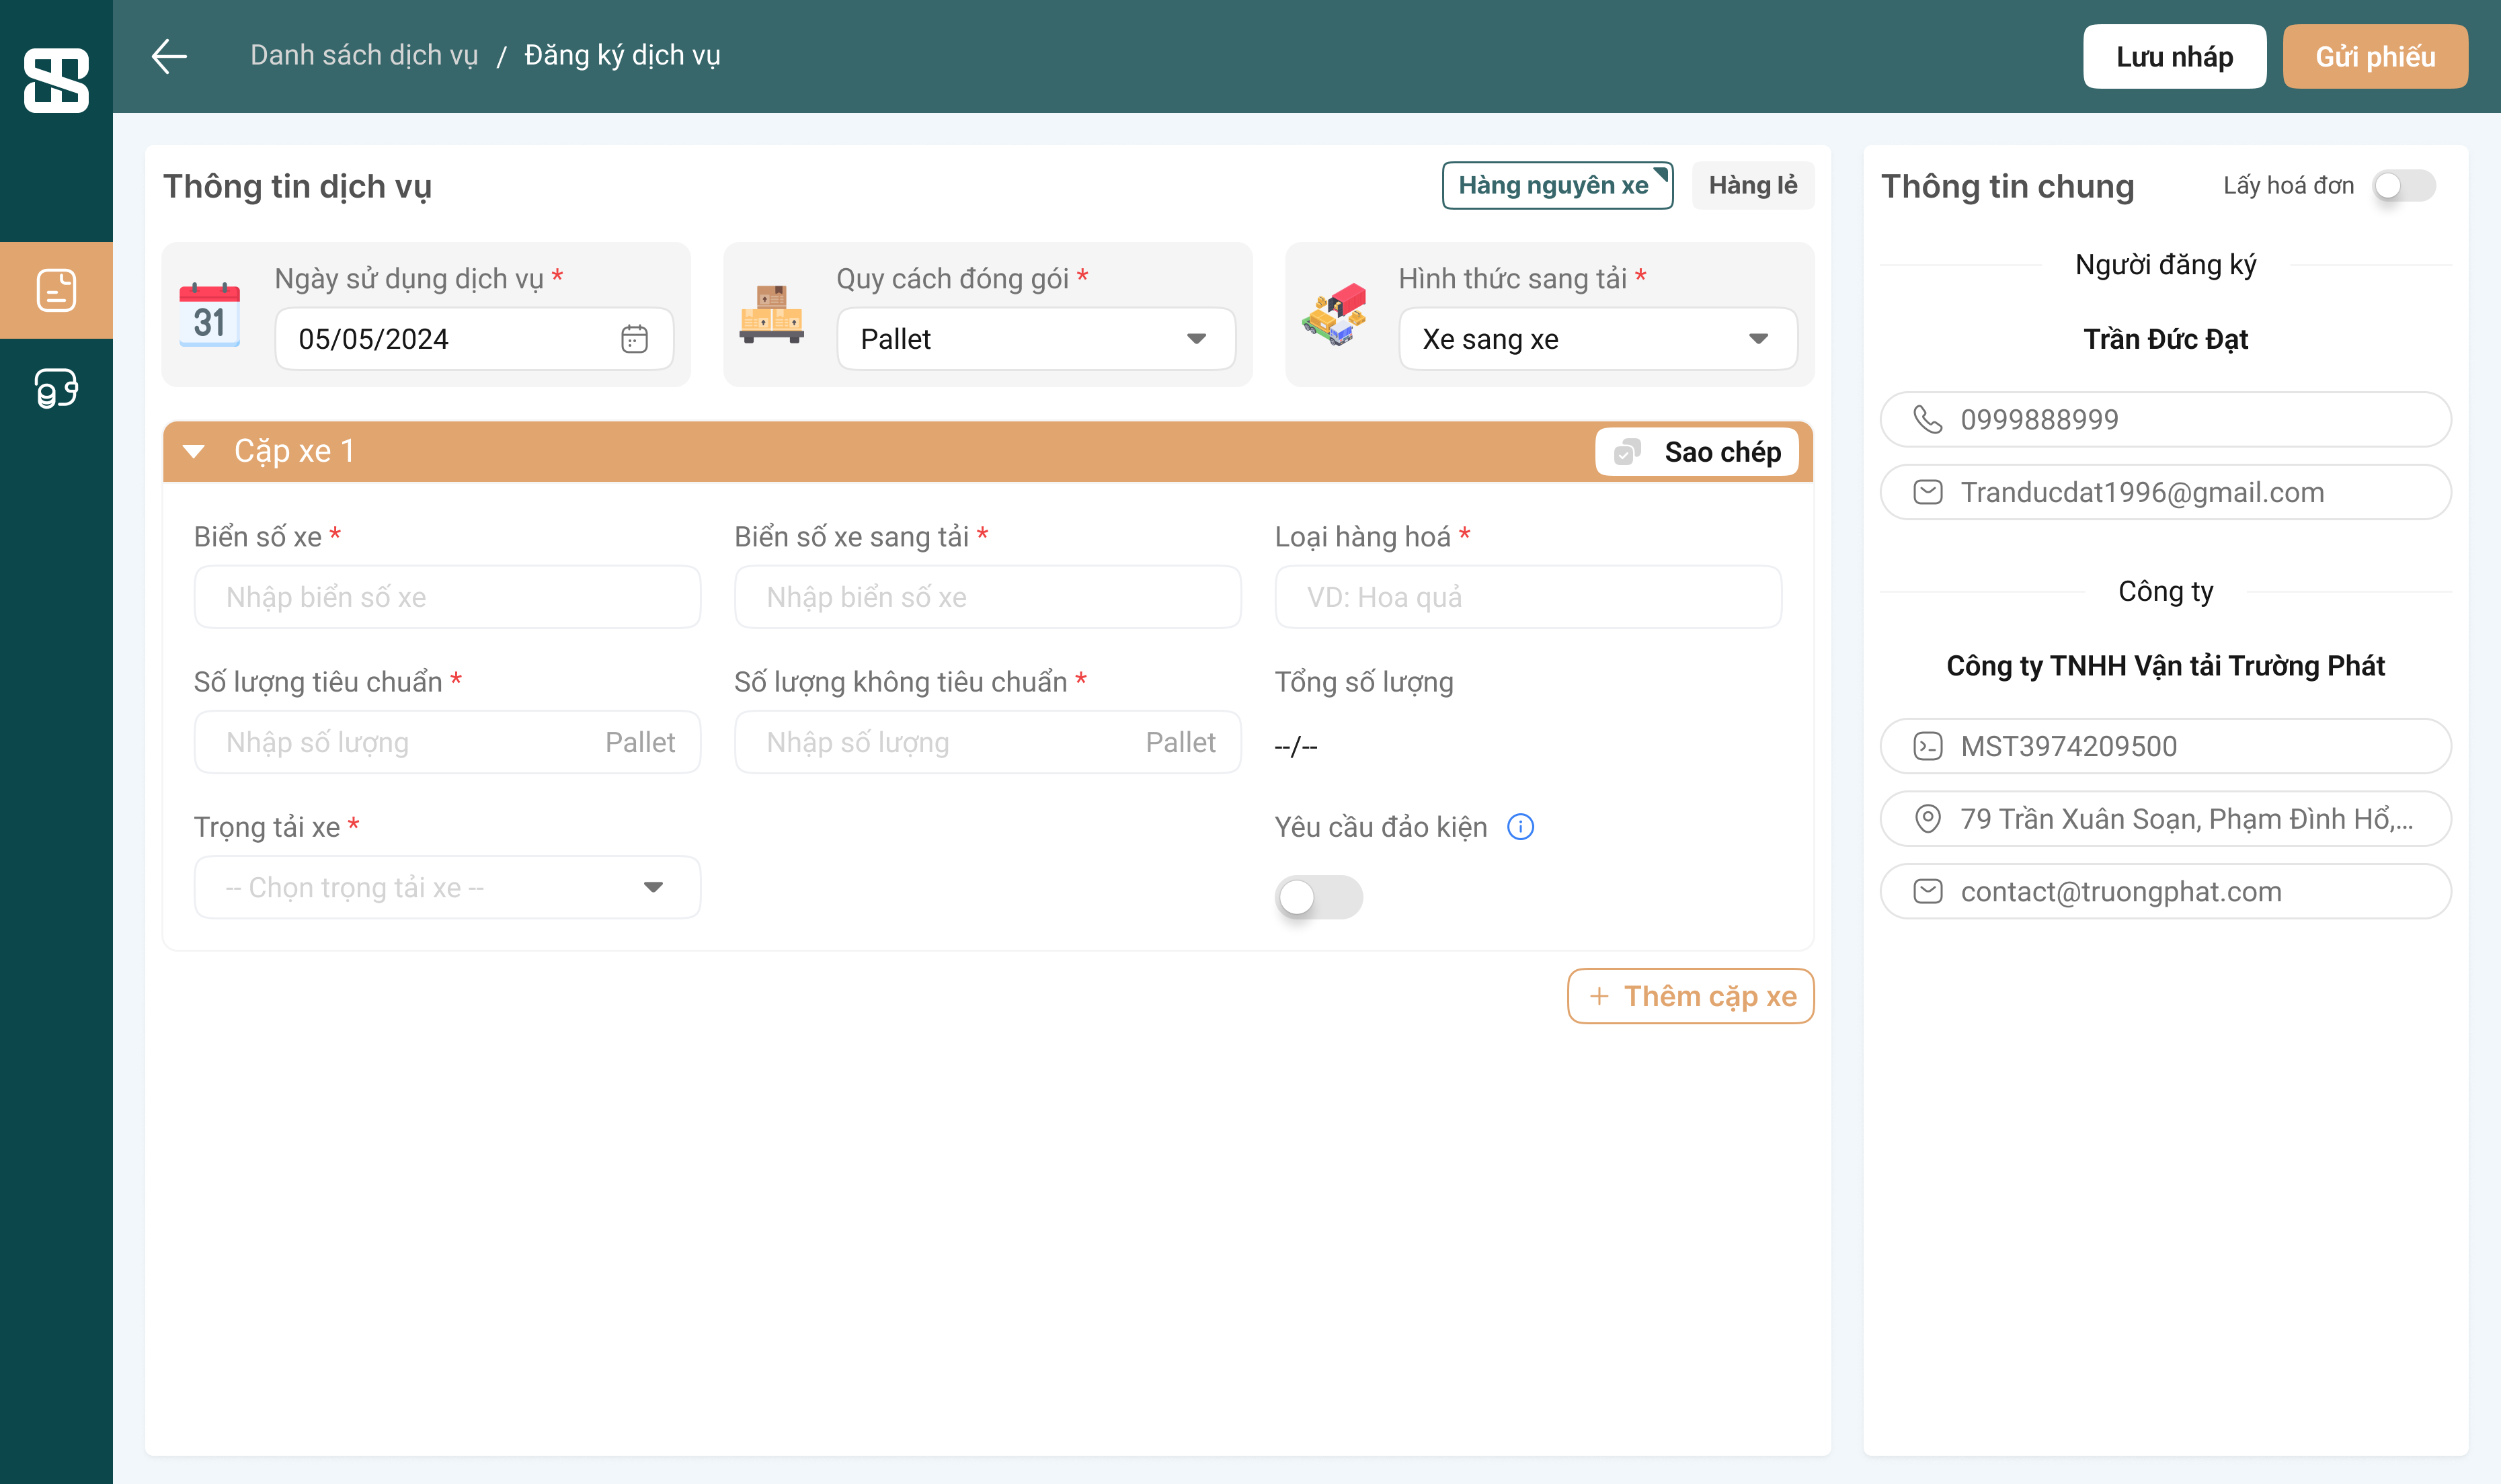 Danh sách dịch vụ / Đăng ký dịch vụ
Lưu nháp
Gửi phiếu
Thông tin dịch vụ
Hàng nguyên xe
Hàng lẻ
Ngày sử dụng dịch vụ *
31
05/05/2024
Quy cách đóng gói *
Pallet
Hình thức sang tải *
Xe sang xe
Cặp xe 1
Sao chép
Biển số xe *
Nhập biển số xe
Biển số xe sang tải *
Nhập biển số xe
Loại hàng hoá *
VD: Hoa quả
Số lượng tiêu chuẩn *
Nhập số lượng Pallet
Số lượng không tiêu chuẩn *
Nhập số lượng Pallet
Tổng số lượng
--/--
Trọng tải xe *
-- Chọn trọng tải xe --
Yêu cầu đảo kiện
+ Thêm cặp xe
Thông tin chung
Lấy hoá đơn
Người đăng ký
Trần Đức Đạt
0999888999
Tranducdat1996@gmail.com
Công ty
Công ty TNHH Vận tải Trường Phát
MST3974209500
79 Trần Xuân Soạn, Phạm Đình Hổ,...
contact@truongphat.com